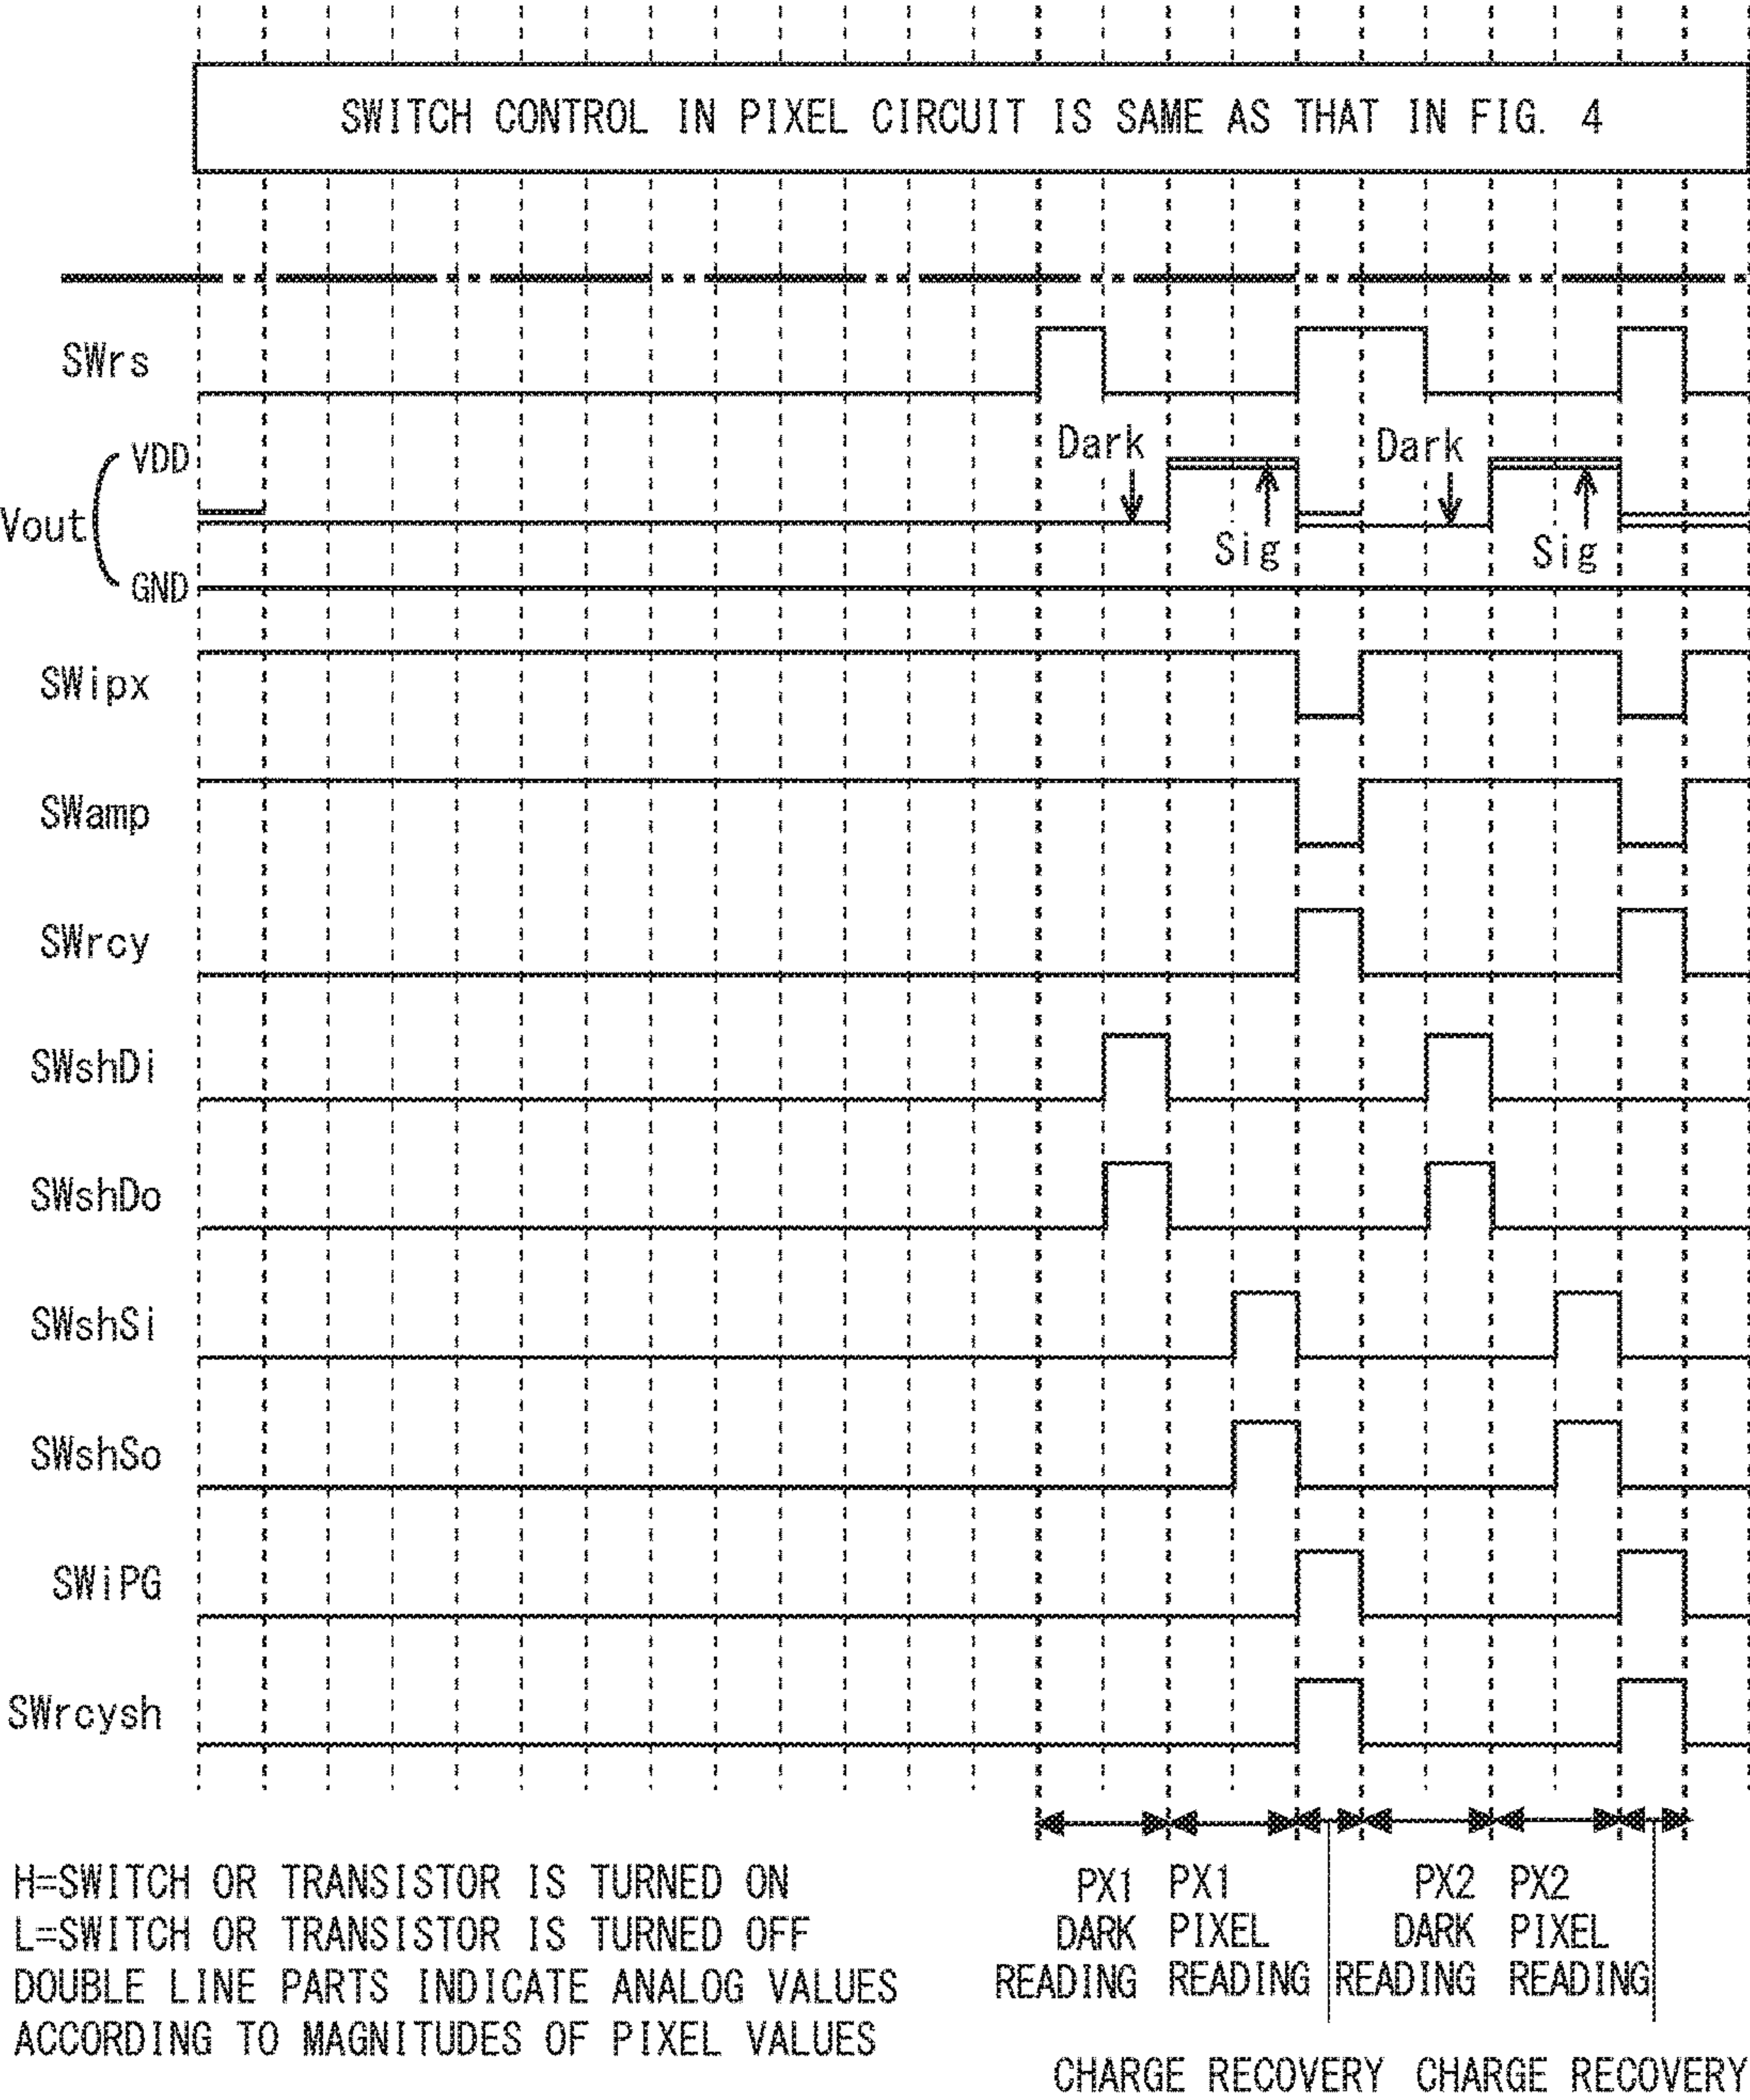 SWITCH CONTROL IN PIXEL CIRCUIT IS SAME AS THAT IN FIG. 4
SWrs
Vout
VDD
GND
Dark
Sig
Dark
Sig
SWipx
SWamp
SWrcy
SWshDi
SWshDo
SWshSi
SWshSo
SWiPG
SWrcysh
H=SWITCH OR TRANSISTOR IS TURNED ON
L=SWITCH OR TRANSISTOR IS TURNED OFF
DOUBLE LINE PARTS INDICATE ANALOG VALUES
ACCORDING TO MAGNITUDES OF PIXEL VALUES
PX1
DARK
READING
PX1
PIXEL
READING
PX2
DARK
READING
PX2
PIXEL
READING
CHARGE RECOVERY
CHARGE RECOVERY